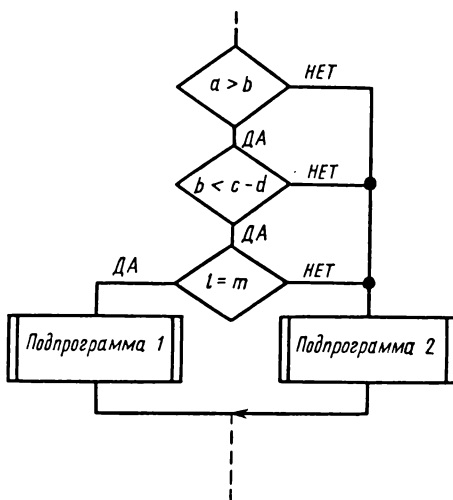 a > b
НЕТ
ДА
b < c - d
НЕТ
ДА
ДА
l = m
НЕТ
Подпрограмма 1
Подпрограмма 2